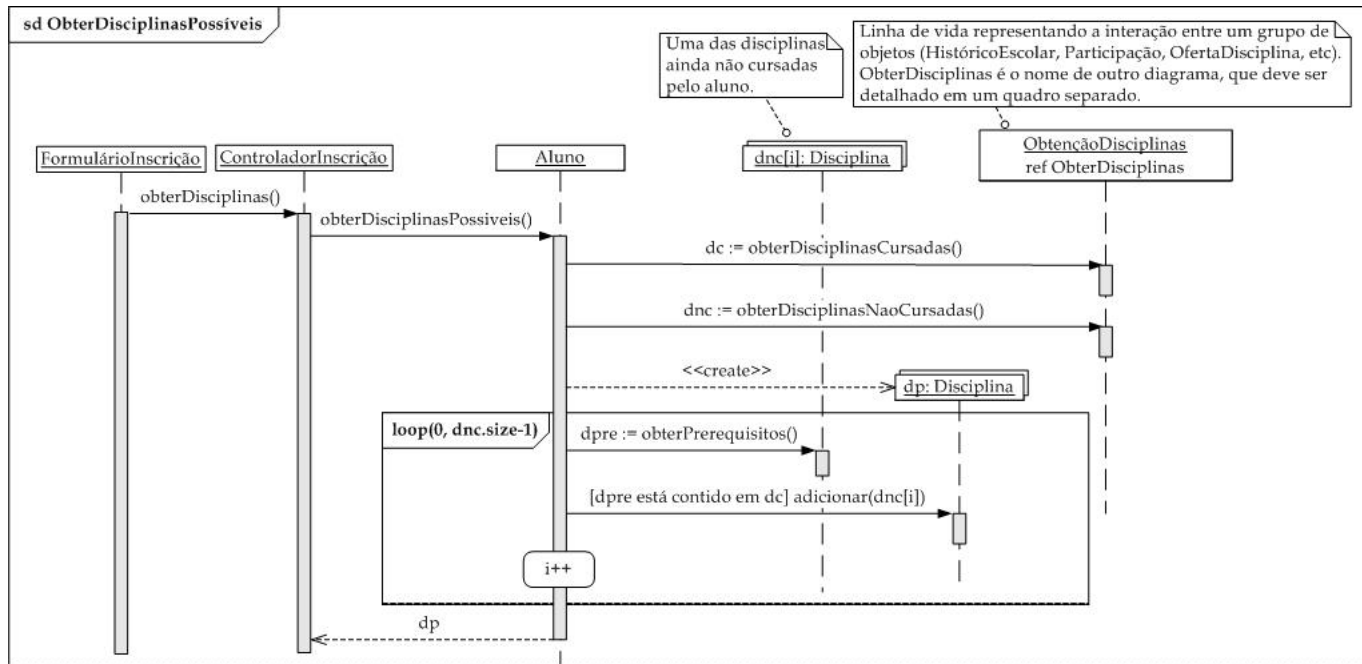 sd ObterDisciplinasPossíveis
Uma das disciplinas
ainda não cursadas
pelo aluno.
Linha de vida representando a interação entre um grupo de
objetos (HistóricoEscolar, Participação, OfertaDisciplina, etc).
ObterDisciplinas é o nome de outro diagrama, que deve ser
detalhado em um quadro separado.
FormulárioInscrição
ControladorInscrição
Aluno
dnc[i]: Disciplina
ObtençãoDisciplinas
ref ObterDisciplinas
obterDisciplinas()
obterDisciplinasPossiveis()
dc := obterDisciplinasCursadas()
dnc := obterDisciplinasNaoCursadas()
<<create>>
dp: Disciplina
loop(0, dnc.size-1)
dpre := obterPrerequisitos()
[dpre está contido em dc] adicionar(dnc[i])
i++
dp